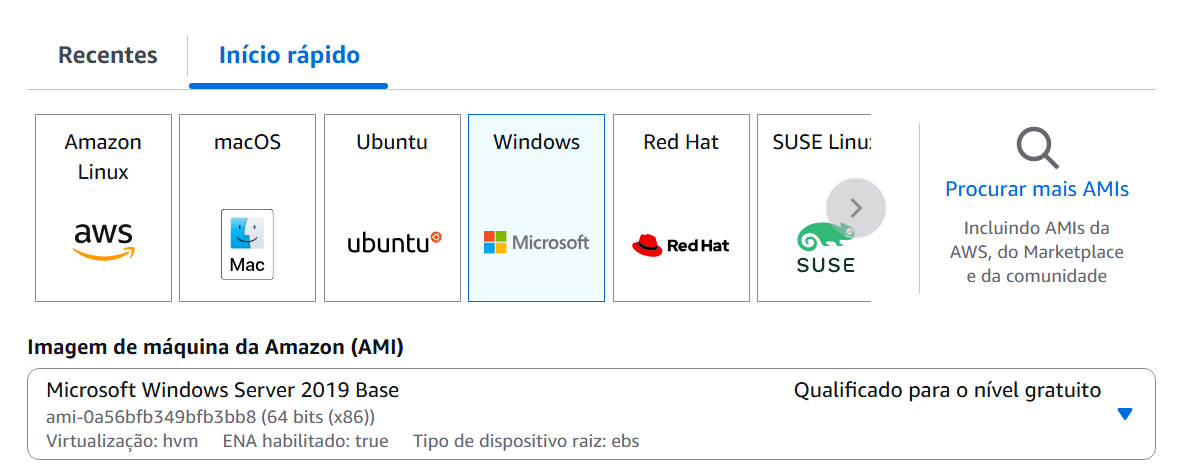 Recentes
Início rápido
Amazon
Linux
aws
macOS
Mac
Ubuntu
ubuntu
Windows
Microsoft
Red Hat
Red Hat
SUSE Linux
SUSE
Procurar mais AMIs
Incluindo AMIs da
AWS, do Marketplace
e da comunidade
Imagem de máquina da Amazon (AMI)
Microsoft Windows Server 2019 Base
Qualificado para o nível gratuito
ami-0a56bfb349bfb3bb8 (64 bits (x86))
Virtualização: hvm ENA habilitado: true Tipo de dispositivo raiz: ebs